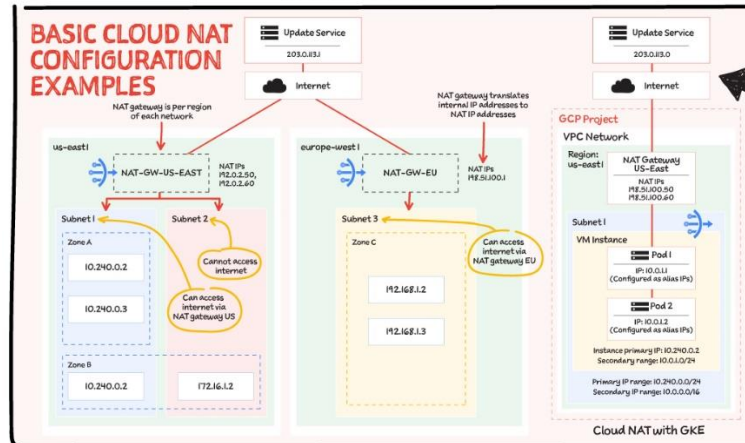 BASIC CLOUD NAT
CONFIGURATION
EXAMPLES
Update Service
203.0.113.1
Internet
NAT gateway is per region
of each network
NAT gateway translates
internal IP addresses to
NAT IP addresses
us-east1
NAT-GW-US-EAST
NAT IPs
192.0.2.50,
192.0.2.60
Subnet 1
Subnet 2
Zone A
10.240.0.2
10.240.0.3
Cannot access
internet
Can access
internet via
NAT gateway US
Zone B
10.240.0.2
172.16.1.2
europe-west1
NAT-GW-EU
NAT IPs
198.51.100.1
Subnet 3
Zone C
192.168.1.2
192.168.1.3
Can access
internet via
NAT gateway EU
Update Service
203.0.113.0
Internet
GCP Project
VPC Network
Region:
us-east1
NAT Gateway
US-East
NAT IPs
198.51.100.50
198.51.100.60
Subnet 1
VM Instance
Pod 1
IP: 10.0.1.1
(Configured as alias IPs)
Pod 2
IP: 10.0.1.2
(Configured as alias IPs)
Instance primary IP: 10.240.0.2
Secondary range: 10.0.1.0/24
Primary IP range: 10.240.0.0/24
Secondary IP range: 10.0.0.0/16
Cloud NAT with GKE